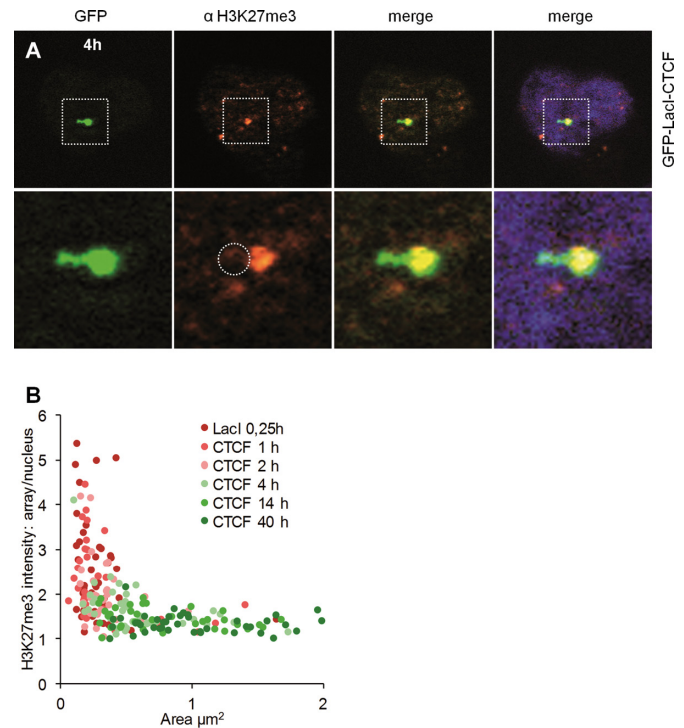 GFP
α H3K27me3
merge
merge
A
4h
GFP-LacI-CTCF
B
H3K27me3 intensity: array/nucleus
6
5
4
3
2
1
0
LacI 0,25h
CTCF 1 h
CTCF 2 h
CTCF 4 h
CTCF 14 h
CTCF 40 h
0
1
2
Area µm²